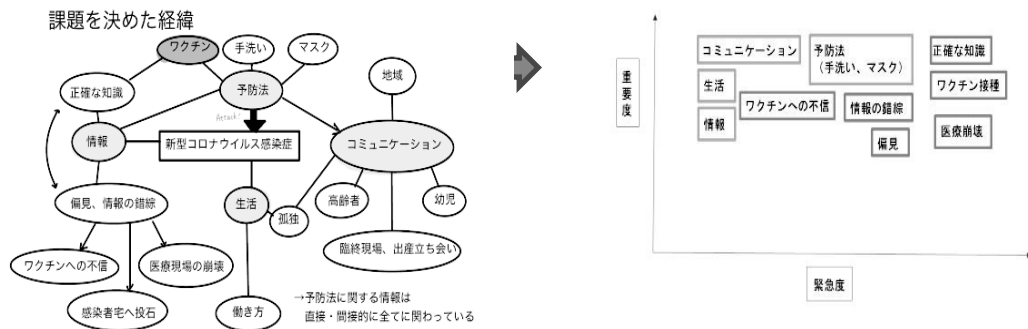 課題を決めた経緯
ワクチン
手洗い
マスク
正確な知識
予防法
地域
Attack!
情報
新型コロナウイルス感染症
コミュニケーション
偏見、情報の錯綜
生活
孤独
高齢者
幼児
ワクチンへの不信
医療現場の崩壊
臨終現場、出産立ち会い
感染者宅へ投石
働き方
→予防法に関する情報は
直接・間接的に全てに関わっている
重要度
コミュニケーション
予防法
(手洗い、マスク)
正確な知識
生活
ワクチン接種
ワクチンへの不信
情報の錯綜
情報
医療崩壊
偏見
緊急度